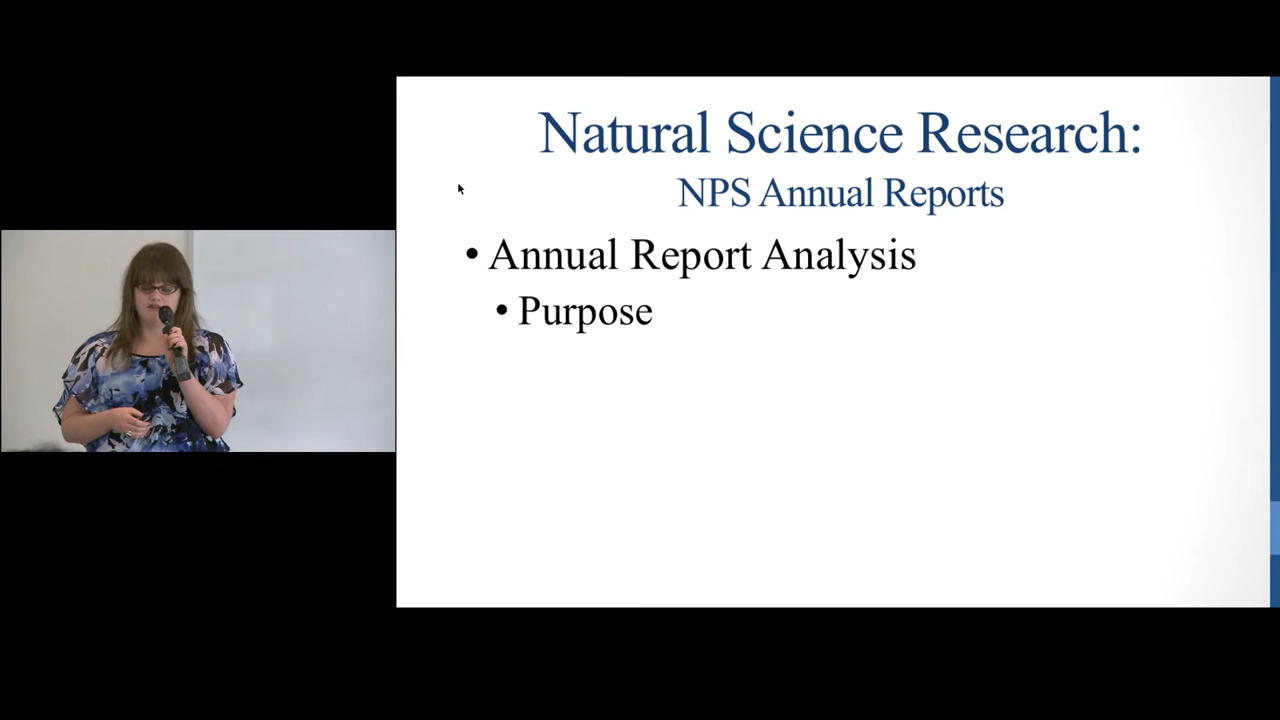 Natural Science Research:
NPS Annual Reports
• Annual Report Analysis
• Purpose